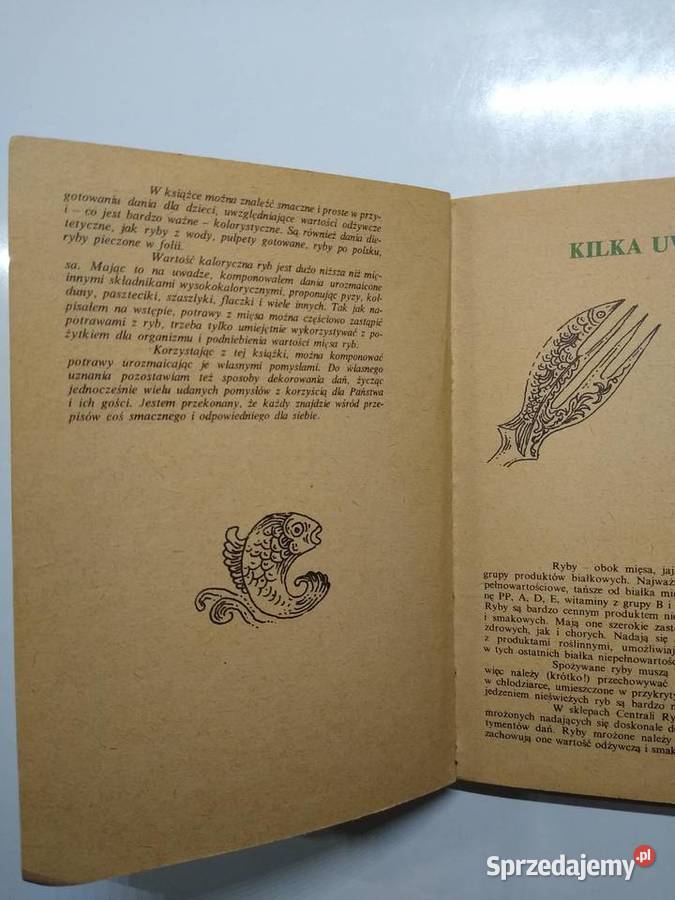 W książce można znaleźć smaczne i proste w przy-
gotowaniu dania dla dzieci, uwzględniające wartości odżywcze
i – co jest bardzo ważne – kolorystyczne. Są również dania die-
tetyczne, jak ryby z wody, pulpety gotowane, ryby po polsku,
ryby pieczone w folii.
Wartość kaloryczna ryb jest dużo niższa niż mię-
sa. Mając to na uwadze, komponowałem dania urozmaicone
innymi składnikami wysokokalorycznymi, proponując pyzy, koł-
duny, paszteciki, szaszłyki, flaczki i wiele innych. Tak jak na-
pisałem na wstępie, potrawy z mięsa można częściowo zastąpić
potrawami z ryb, trzeba tylko umiejętnie wykorzystywać z po-
żytkiem dla organizmu i podniebienia wartości mięsa ryb.
Korzystając z tej książki, można komponować
potrawy urozmaicając je własnymi pomysłami. Do własnego
uznania pozostawiam też sposoby dekorowania dań, życząc
jednocześnie wielu udanych pomysłów z korzyścią dla Państwa
i ich gości. Jestem przekonany, że każdy znajdzie wśród prze-
pisów coś smacznego i odpowiedniego dla siebie.
KILKA UW
Ryby – obok mięsa, jaj
grupy produktów białkowych. Najważ
pełnowartościowe, tańsze od białka mię
nę PP, A, D, E, witaminy z grupy B i
Ryby są bardzo cennym produktem nie
i smakowych. Mają one szerokie zast
zdrowych, jak i chorych. Nadają się
z produktami roślinnymi, umożliwiaj
w tych ostatnich białka niepełnowartoś
Spożywane ryby muszą
więc należy (krótko!) przechowywać
w chłodziarce, umieszczone w przykryty
jedzeniem nieświeżych ryb są bardzo n
W sklepach Centrali Ry
mrożonych nadających się doskonale d
tymentów dań. Ryby mrożone należy
zachowują one wartość odżywczą i smak
Sprzedajemy.pl